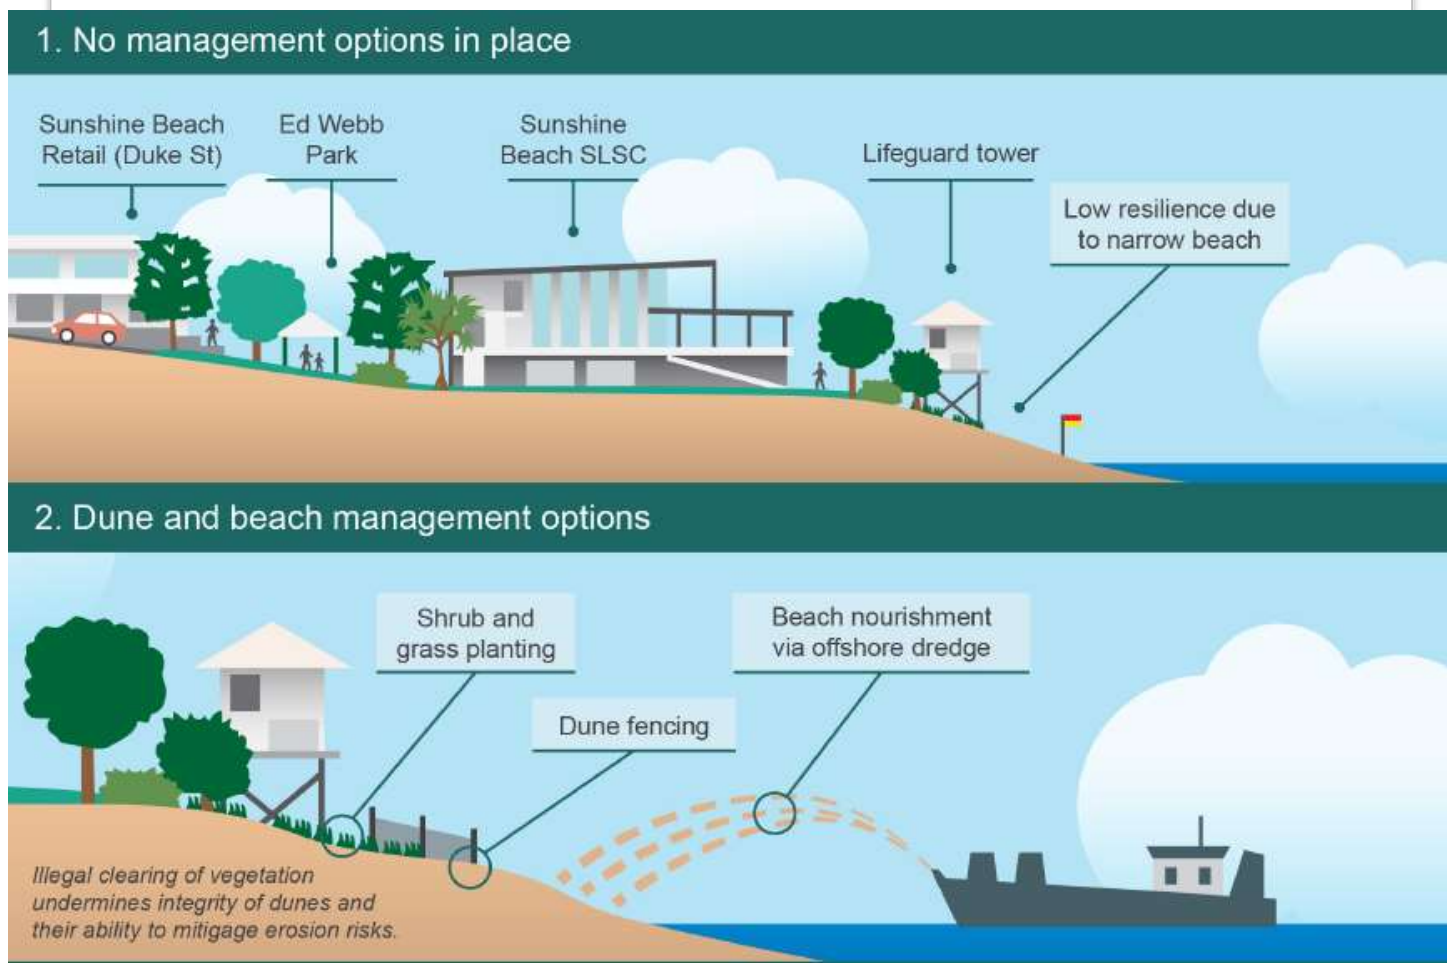 1. No management options in place
Sunshine Beach
Retail (Duke St)
Ed Webb
Park
Sunshine
Beach SLSC
Lifeguard tower
Low resilience due
to narrow beach
2. Dune and beach management options
Shrub and
grass planting
Beach nourishment
via offshore dredge
Dune fencing
Illegal clearing of vegetation
undermines integrity of dunes and
their ability to mitigage erosion risks.